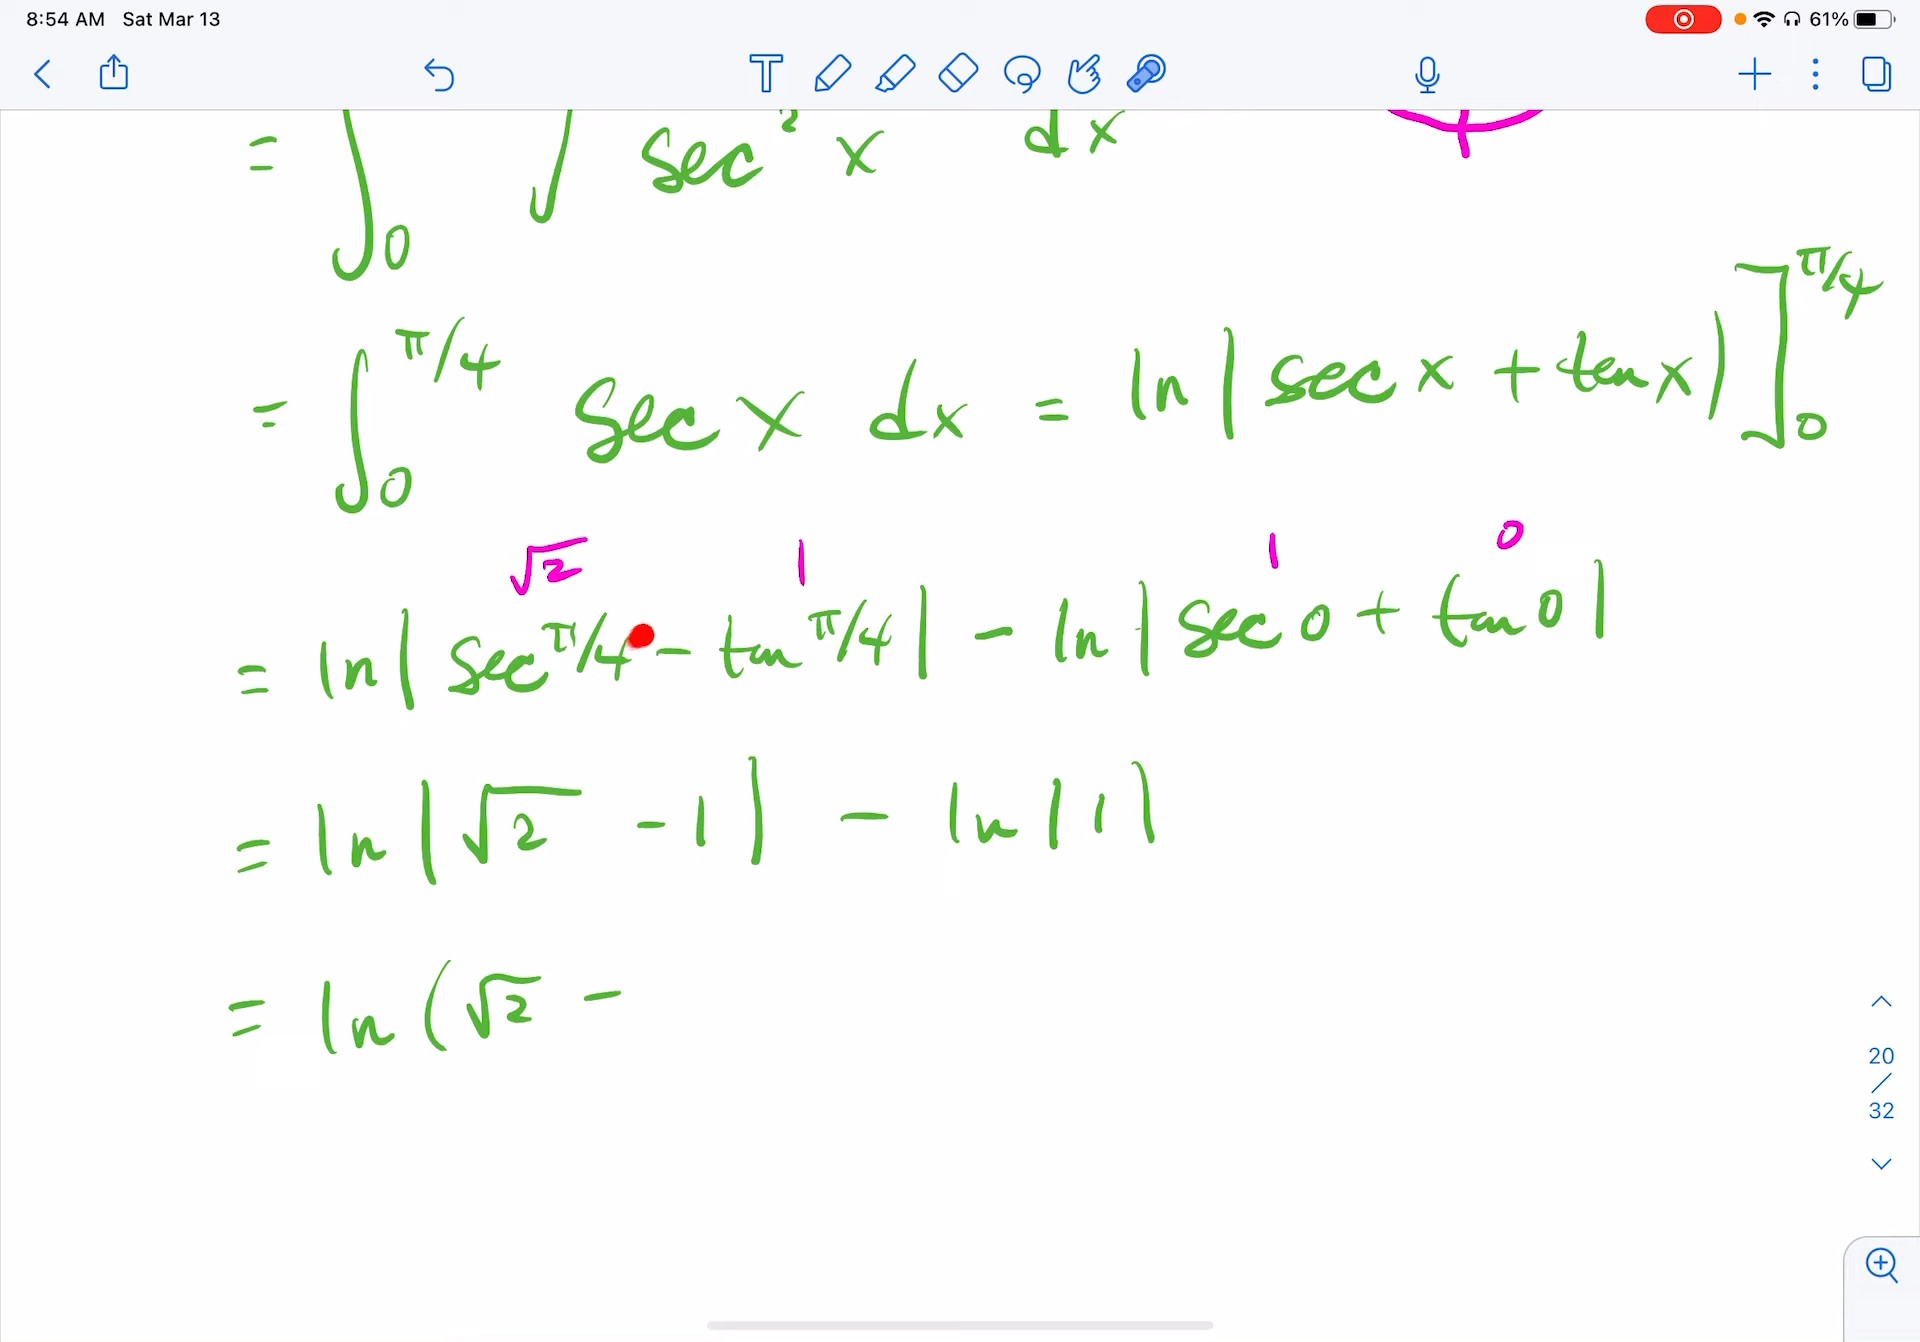 8:54 AM Sat Mar 13 61%
T
= ∫₀ √ sec² x dx
= ∫₀^π/4 sec x dx = ln | sec x + tan x | ]₀^π/4
√2 1 1 0
= ln | sec π/4 - tan π/4 | - ln | sec 0 + tan 0 |
= ln | √2 - 1 | - ln | 1 |
= ln ( √2 -
20
/
32